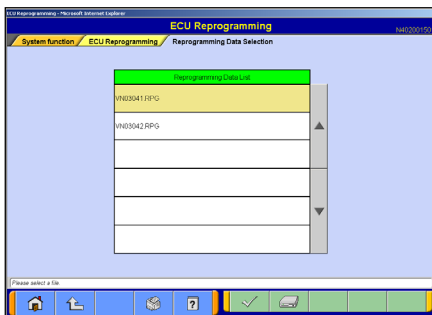 ECU Reprogramming - Microsoft Internet Explorer
ECU Reprogramming
N40200150
System function
ECU Reprogramming
Reprogramming Data Selection
Reprogramming Data List
VN03041.RPG
VN03042.RPG
Please select a file
?